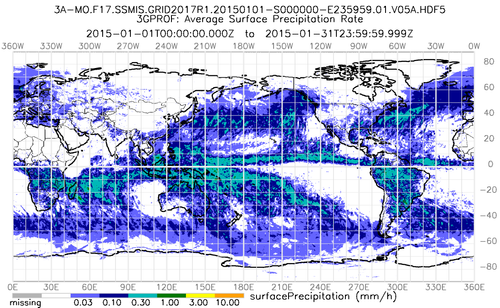 3A-MO.F17.SSMIS.GRID2017R1.20150101-S000000-E235959.01.V05A.HDF5
3GPROF: Average Surface Precipitation Rate
2015-01-01T00:00:00.000Z to 2015-01-31T23:59:59.999Z
360W 330W 300W 270W 240W 210W 180W 150W 120W 90W 60W 30W 0W
80
60
40
20
0
-20
-40
-60
-80
0E 30E 60E 90E 120E 150E 180E 210E 240E 270E 300E 330E 360E
missing 0.03 0.10 0.30 1.00 3.00 10.00 surfacePrecipitation (mm/h)